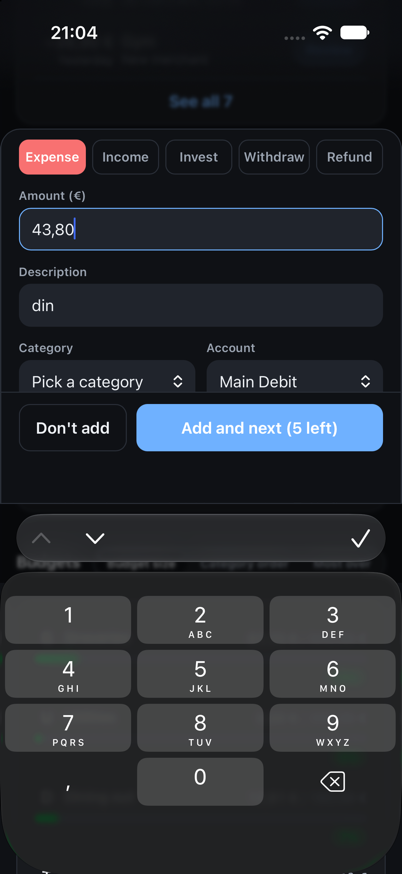 21:04
See all 7
Expense Income Invest Withdraw Refund
Amount (€)
43,80
Description
din
Category Account
Pick a category Main Debit
Don't add Add and next (5 left)
Budgets
1 2 3
ABC DEF
4 5 6
GHI JKL MNO
7 8 9
PQRS TUV WXYZ
, 0